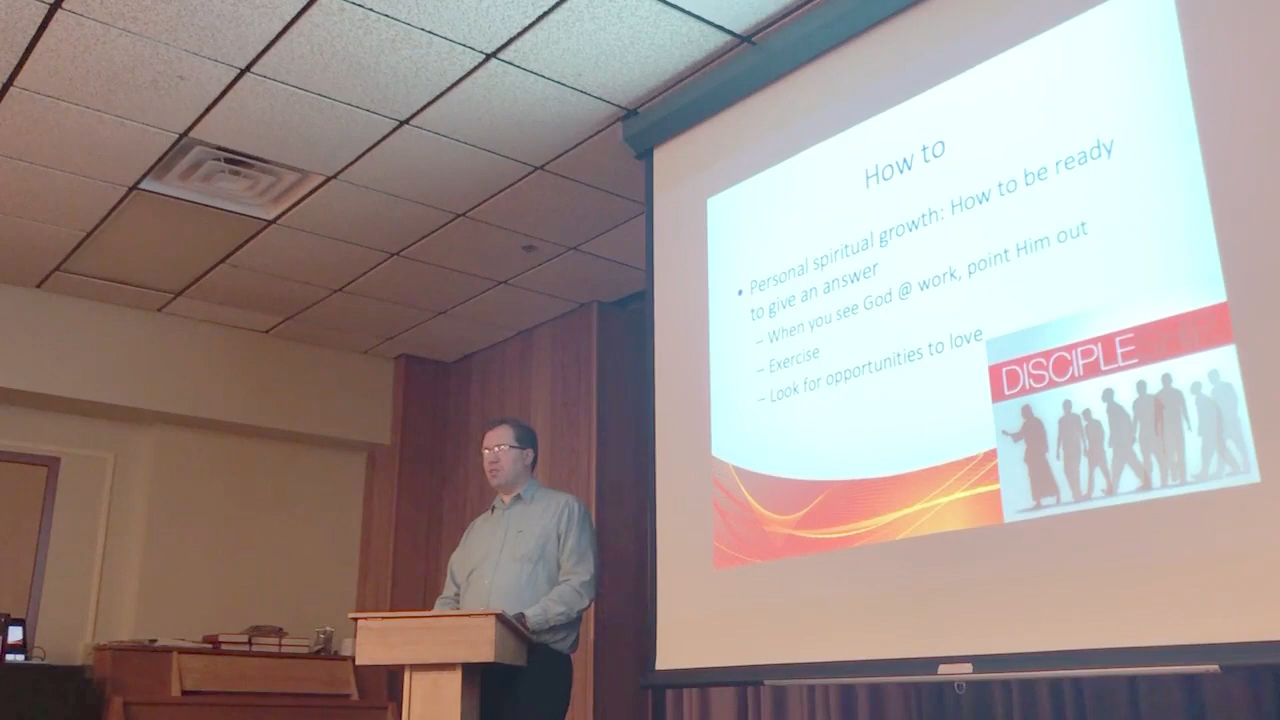 How to
• Personal spiritual growth: How to be ready
to give an answer
– When you see God @ work, point Him out
– Exercise
– Look for opportunities to love
DISCIPLE